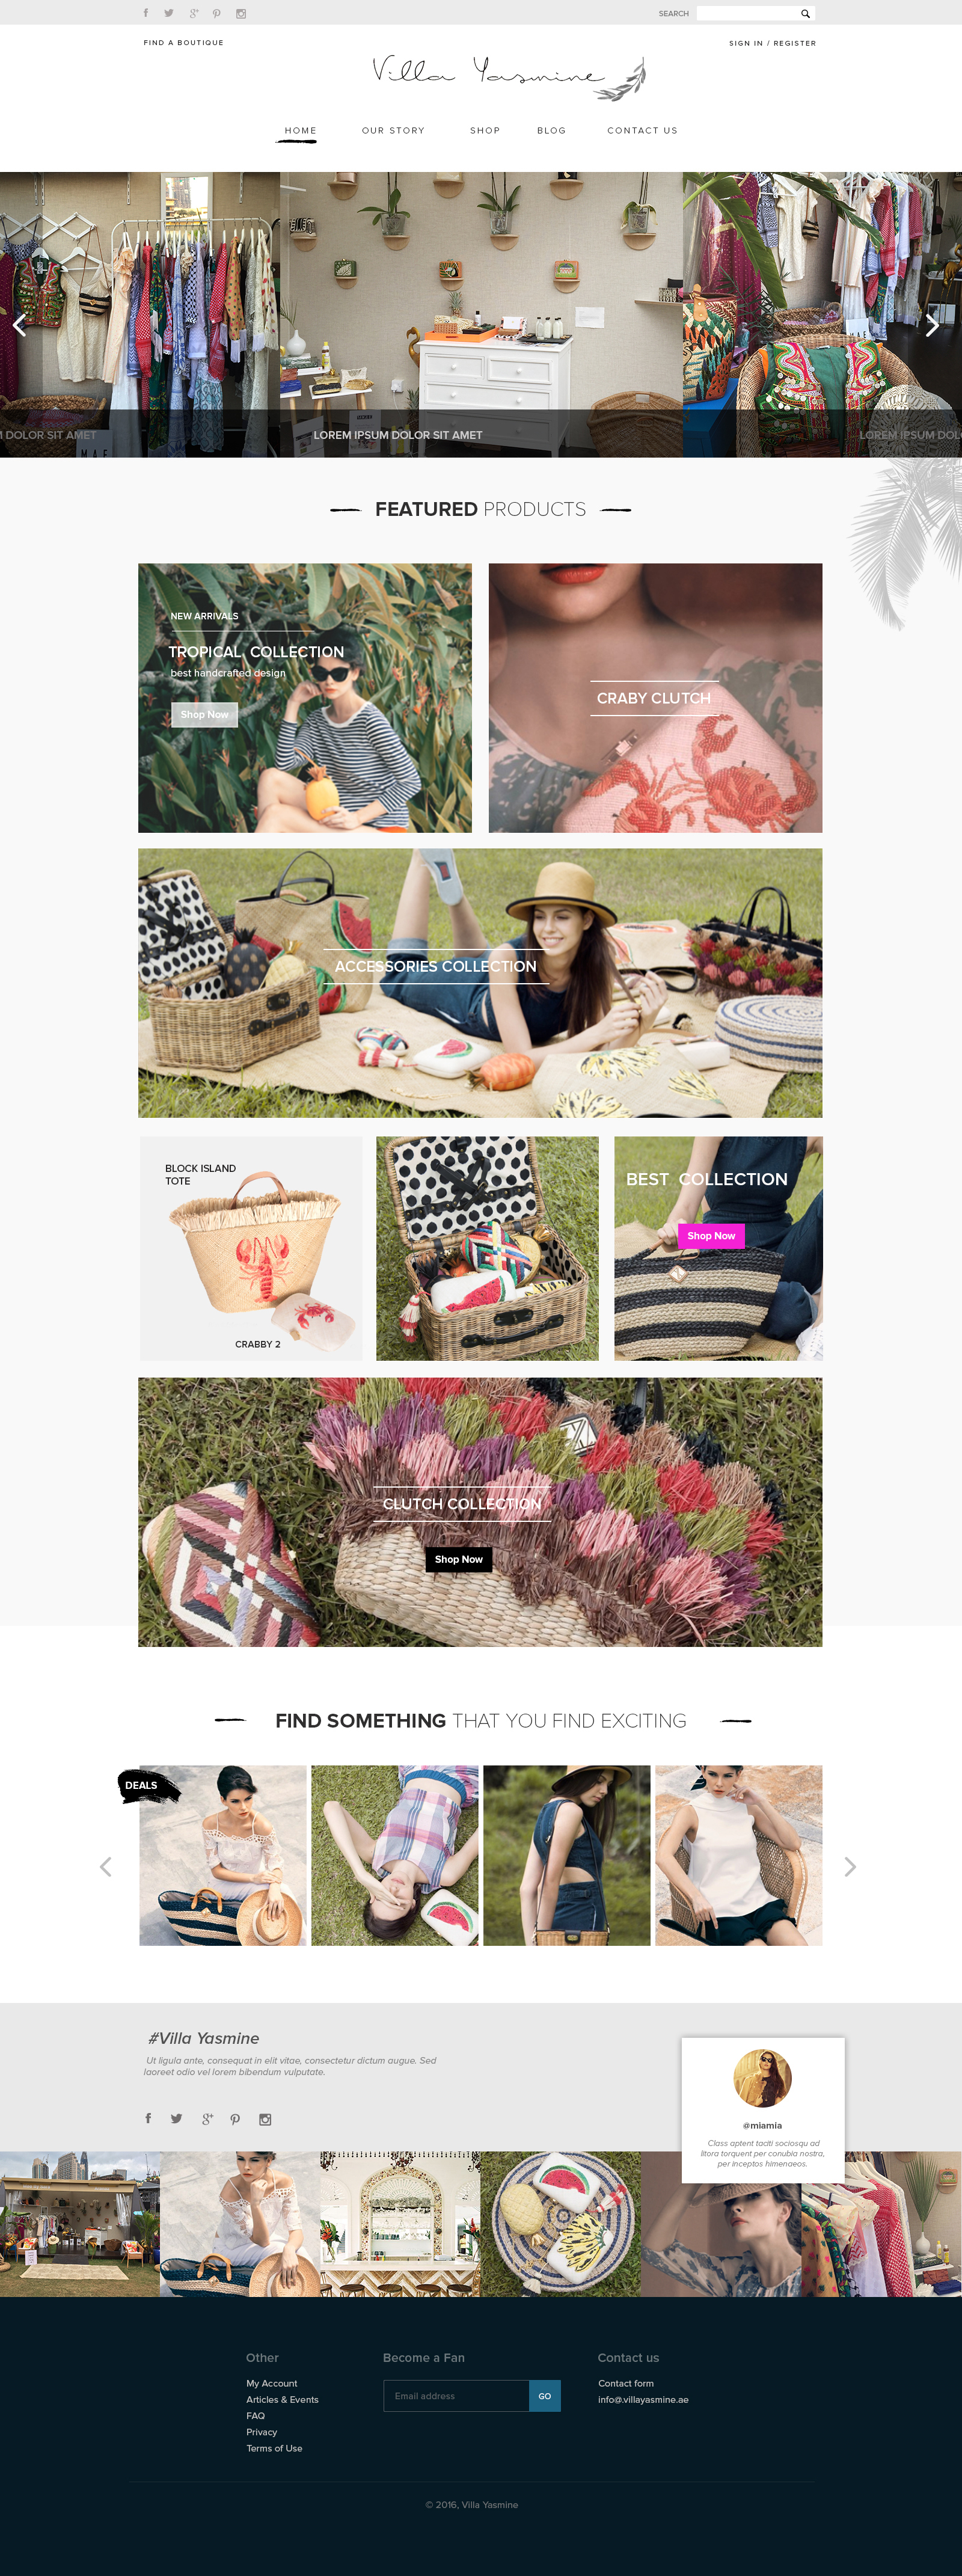 SEARCH
FIND A BOUTIQUE
SIGN IN / REGISTER
Villa Yasmine
HOME OUR STORY SHOP BLOG CONTACT US
M DOLOR SIT AMET
LOREM IPSUM DOLOR SIT AMET
LOREM IPSUM DOLO
FEATURED PRODUCTS
NEW ARRIVALS
TROPICAL COLLECTION
best handcrafted design
Shop Now
CRABY CLUTCH
ACCESSORIES COLLECTION
BLOCK ISLAND
TOTE
CRABBY 2
BEST COLLECTION
Shop Now
CLUTCH COLLECTION
Shop Now
FIND SOMETHING THAT YOU FIND EXCITING
DEALS
#Villa Yasmine
Ut ligula ante, consequat in elit vitae, consectetur dictum augue. Sed
laoreet odio vel lorem bibendum vulputate.
@miamia
Class aptent taciti sociosqu ad
litora torquent per conubia nostra,
per inceptos himenaeos.
Other
My Account
Articles & Events
FAQ
Privacy
Terms of Use
Become a Fan
Email address
GO
Contact us
Contact form
info@.villayasmine.ae
© 2016, Villa Yasmine